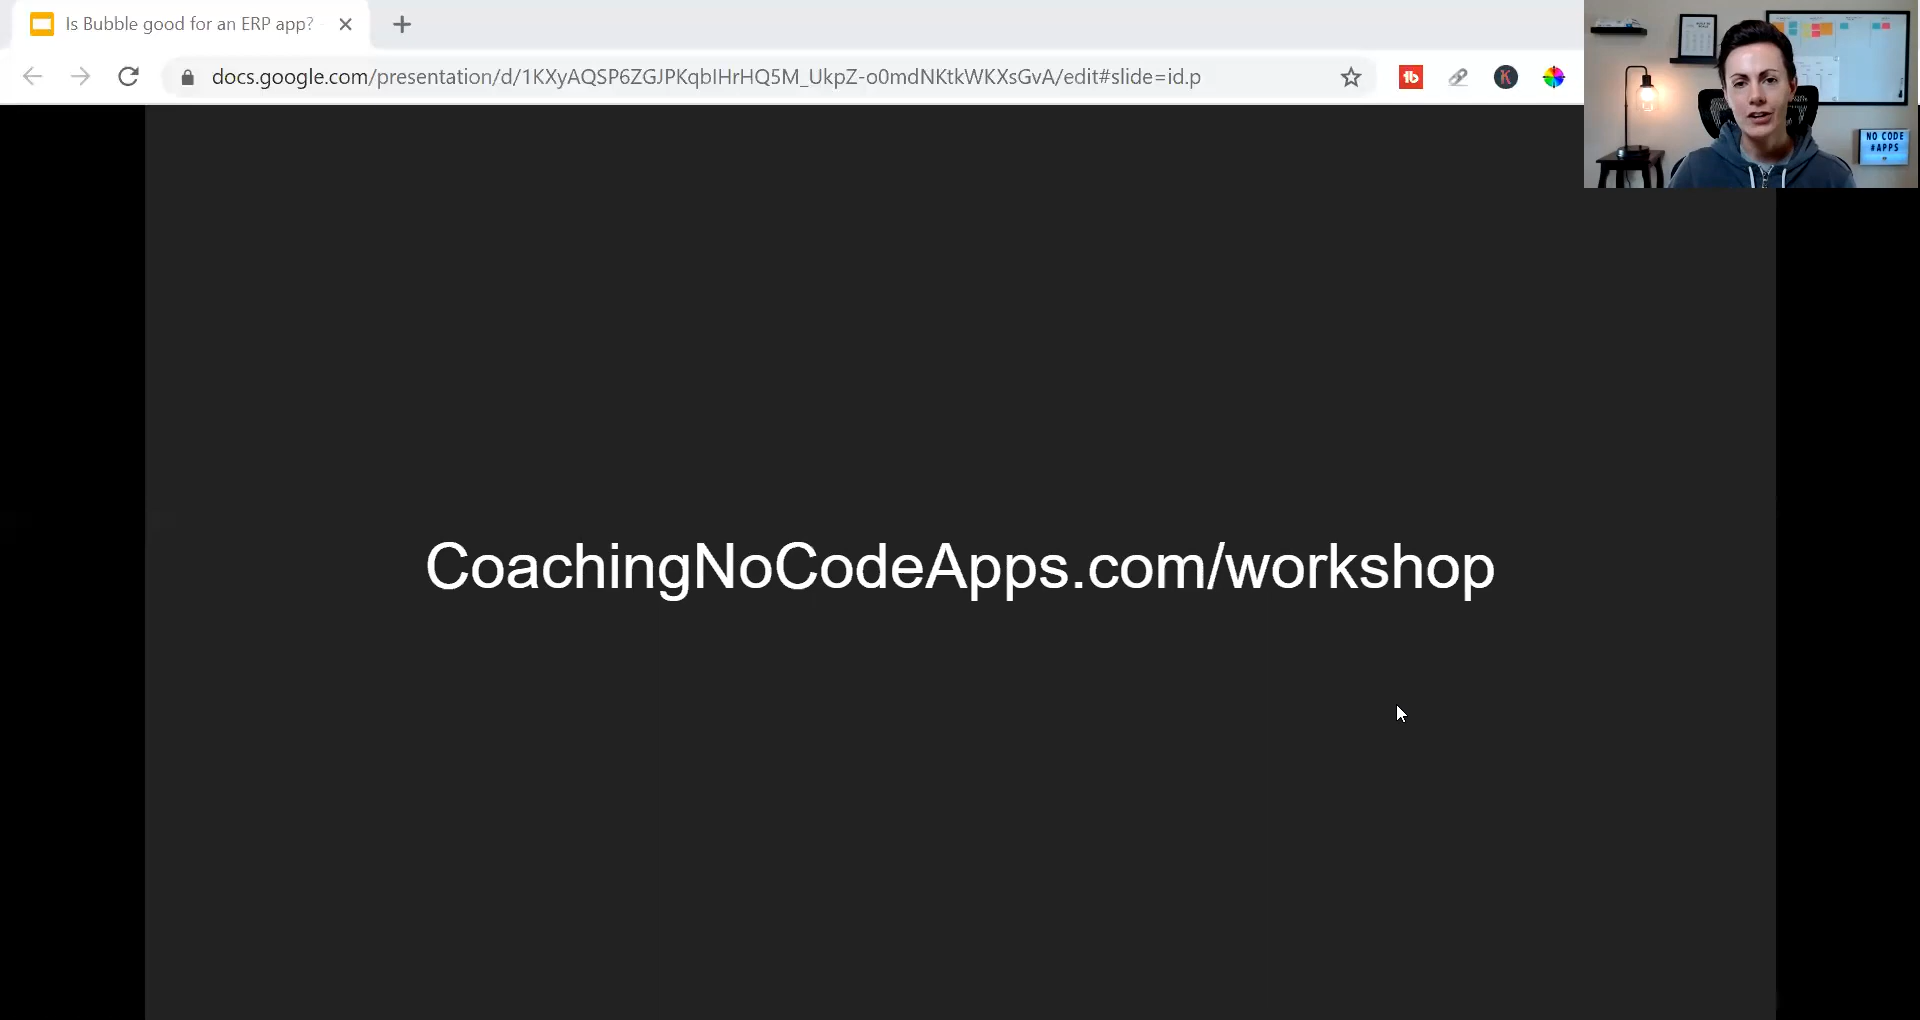 Is Bubble good for an ERP app?
docs.google.com/presentation/d/1KXyAQSP6ZGJPKqbIHrHQ5M_UkpZ-o0mdNKtkWKXsGvA/edit#slide=id.p
NO CODE
#APPS
CoachingNoCodeApps.com/workshop